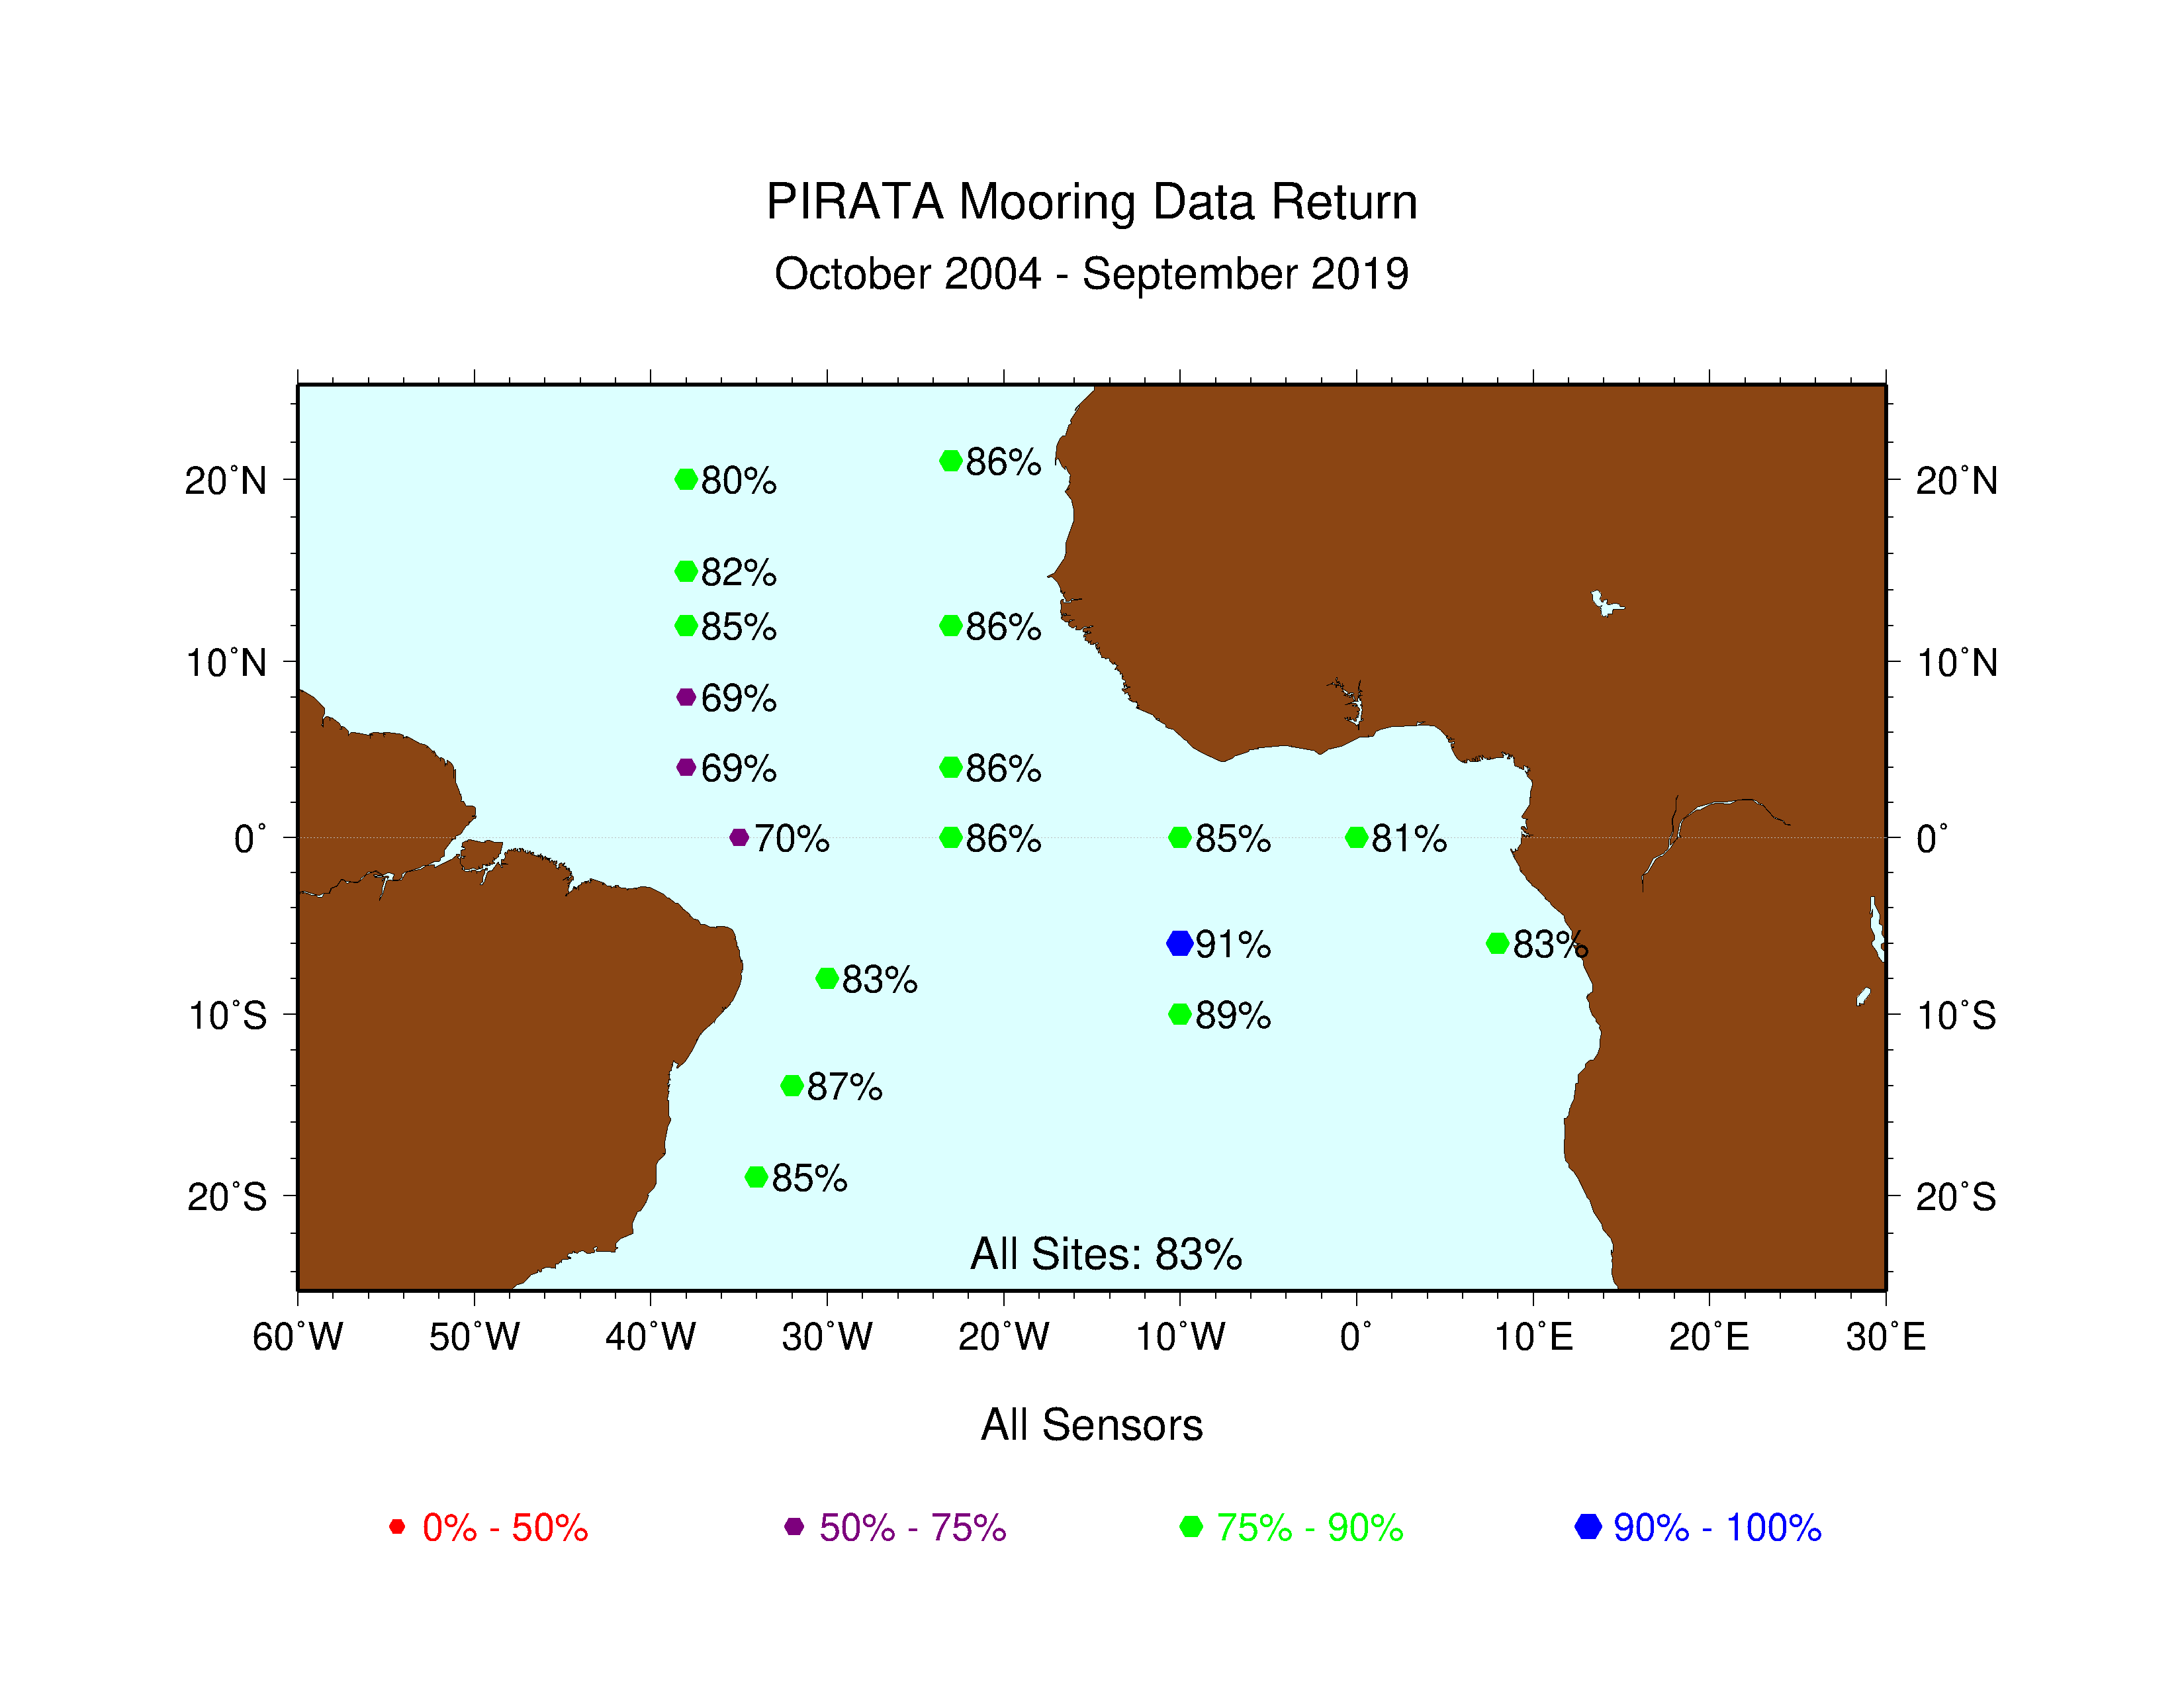 PIRATA Mooring Data Return
October 2004 - September 2019
86%
20°N 80% 20°N
82%
85% 86%
10°N 10°N
69%
69% 86%
0° 70% 86% 85% 81% 0°
91% 83%
83%
10°S 89% 10°S
87%
85%
20°S 20°S
All Sites: 83%
60°W 50°W 40°W 30°W 20°W 10°W 0° 10°E 20°E 30°E
All Sensors
0% - 50% 50% - 75% 75% - 90% 90% - 100%